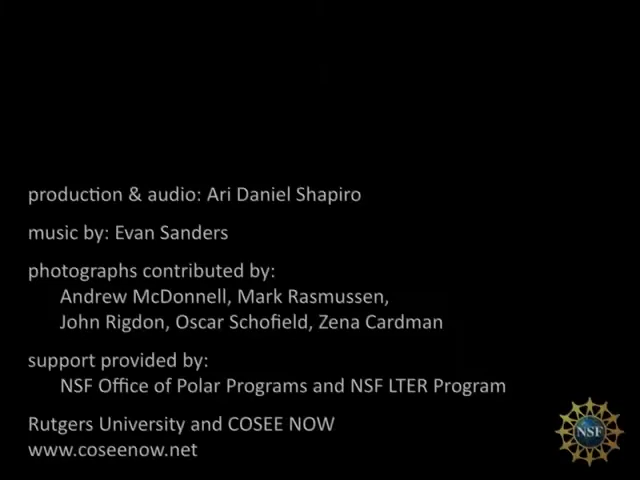 production & audio: Ari Daniel Shapiro
music by: Evan Sanders
photographs contributed by:
Andrew McDonnell, Mark Rasmussen,
John Rigdon, Oscar Schofield, Zena Cardman
support provided by:
NSF Office of Polar Programs and NSF LTER Program
Rutgers University and COSEE NOW
www.coseenow.net
NSF